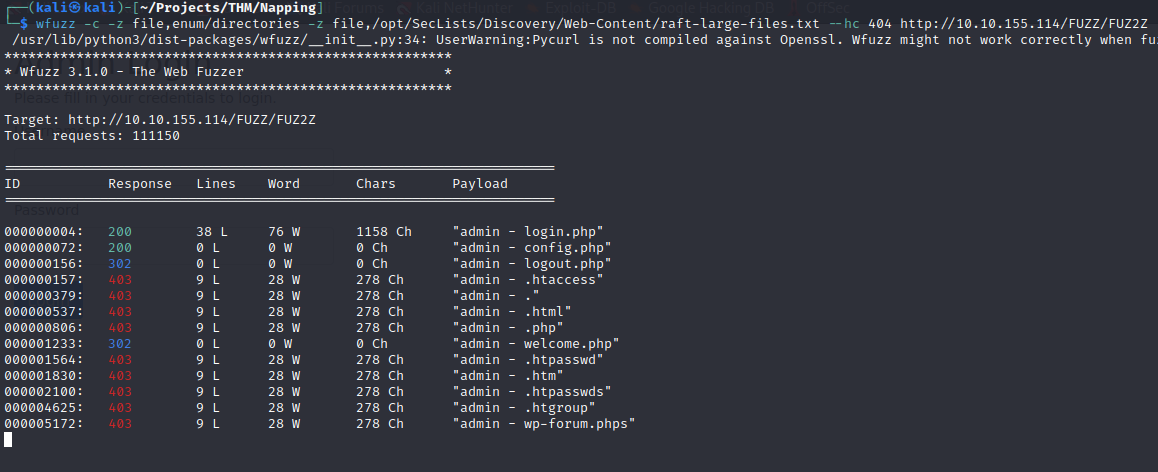 ┌──(kali㉿kali)-[~/Projects/THM/Napping]
└─$ wfuzz -c -z file,enum/directories -z file,/opt/SecLists/Discovery/Web-Content/raft-large-files.txt --hc 404 http://10.10.155.114/FUZZ/FUZ2Z
/usr/lib/python3/dist-packages/wfuzz/__init__.py:34: UserWarning:Pycurl is not compiled against Openssl. Wfuzz might not work correctly when fu
********************************************************
* Wfuzz 3.1.0 - The Web Fuzzer                         *
********************************************************
Please fill in your credentials to login
Target: http://10.10.155.114/FUZZ/FUZ2Z
Total requests: 111150
=====================================================================
ID           Response   Lines    Word       Chars       Payload
=====================================================================
Password
000000004:   200        38 L     76 W       1158 Ch     "admin - login.php"
000000072:   200        0 L      0 W        0 Ch        "admin - config.php"
000000156:   302        0 L      0 W        0 Ch        "admin - logout.php"
000000157:   403        9 L      28 W       278 Ch      "admin - .htaccess"
000000379:   403        9 L      28 W       278 Ch      "admin - ."
000000537:   403        9 L      28 W       278 Ch      "admin - .html"
000000806:   403        9 L      28 W       278 Ch      "admin - .php"
000001233:   302        0 L      0 W        0 Ch        "admin - welcome.php"
000001564:   403        9 L      28 W       278 Ch      "admin - .htpasswd"
000001830:   403        9 L      28 W       278 Ch      "admin - .htm"
000002100:   403        9 L      28 W       278 Ch      "admin - .htpasswds"
000004625:   403        9 L      28 W       278 Ch      "admin - .htgroup"
000005172:   403        9 L      28 W       278 Ch      "admin - wp-forum.phps"